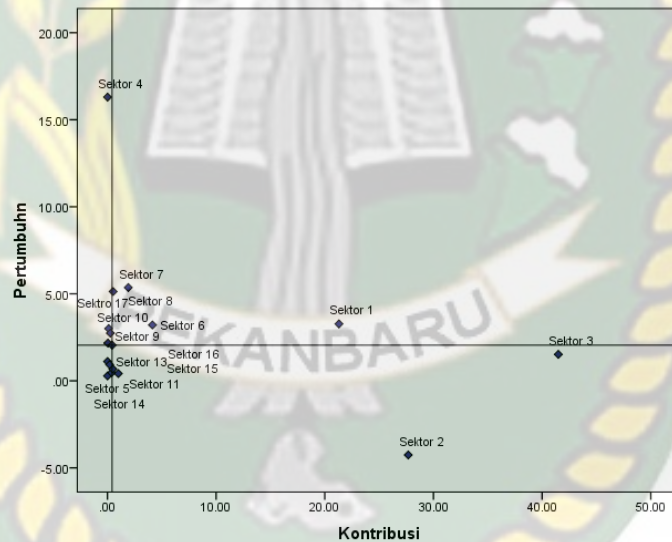 20.00
Sektor 4
15.00
10.00
Pertumbuhn
Sektor 7
5.00
Sektro 17
Sektor 8
Sektor 10
Sektor 6
Sektor 1
Sektor 9
Sektor 3
Sektor 16
Sektor 13
Sektor 15
.00
Sektor 5
Sektor 11
Sektor 14
Sektor 2
-5.00
.00 10.00 20.00 30.00 40.00 50.00
Kontribusi
EKANBARU